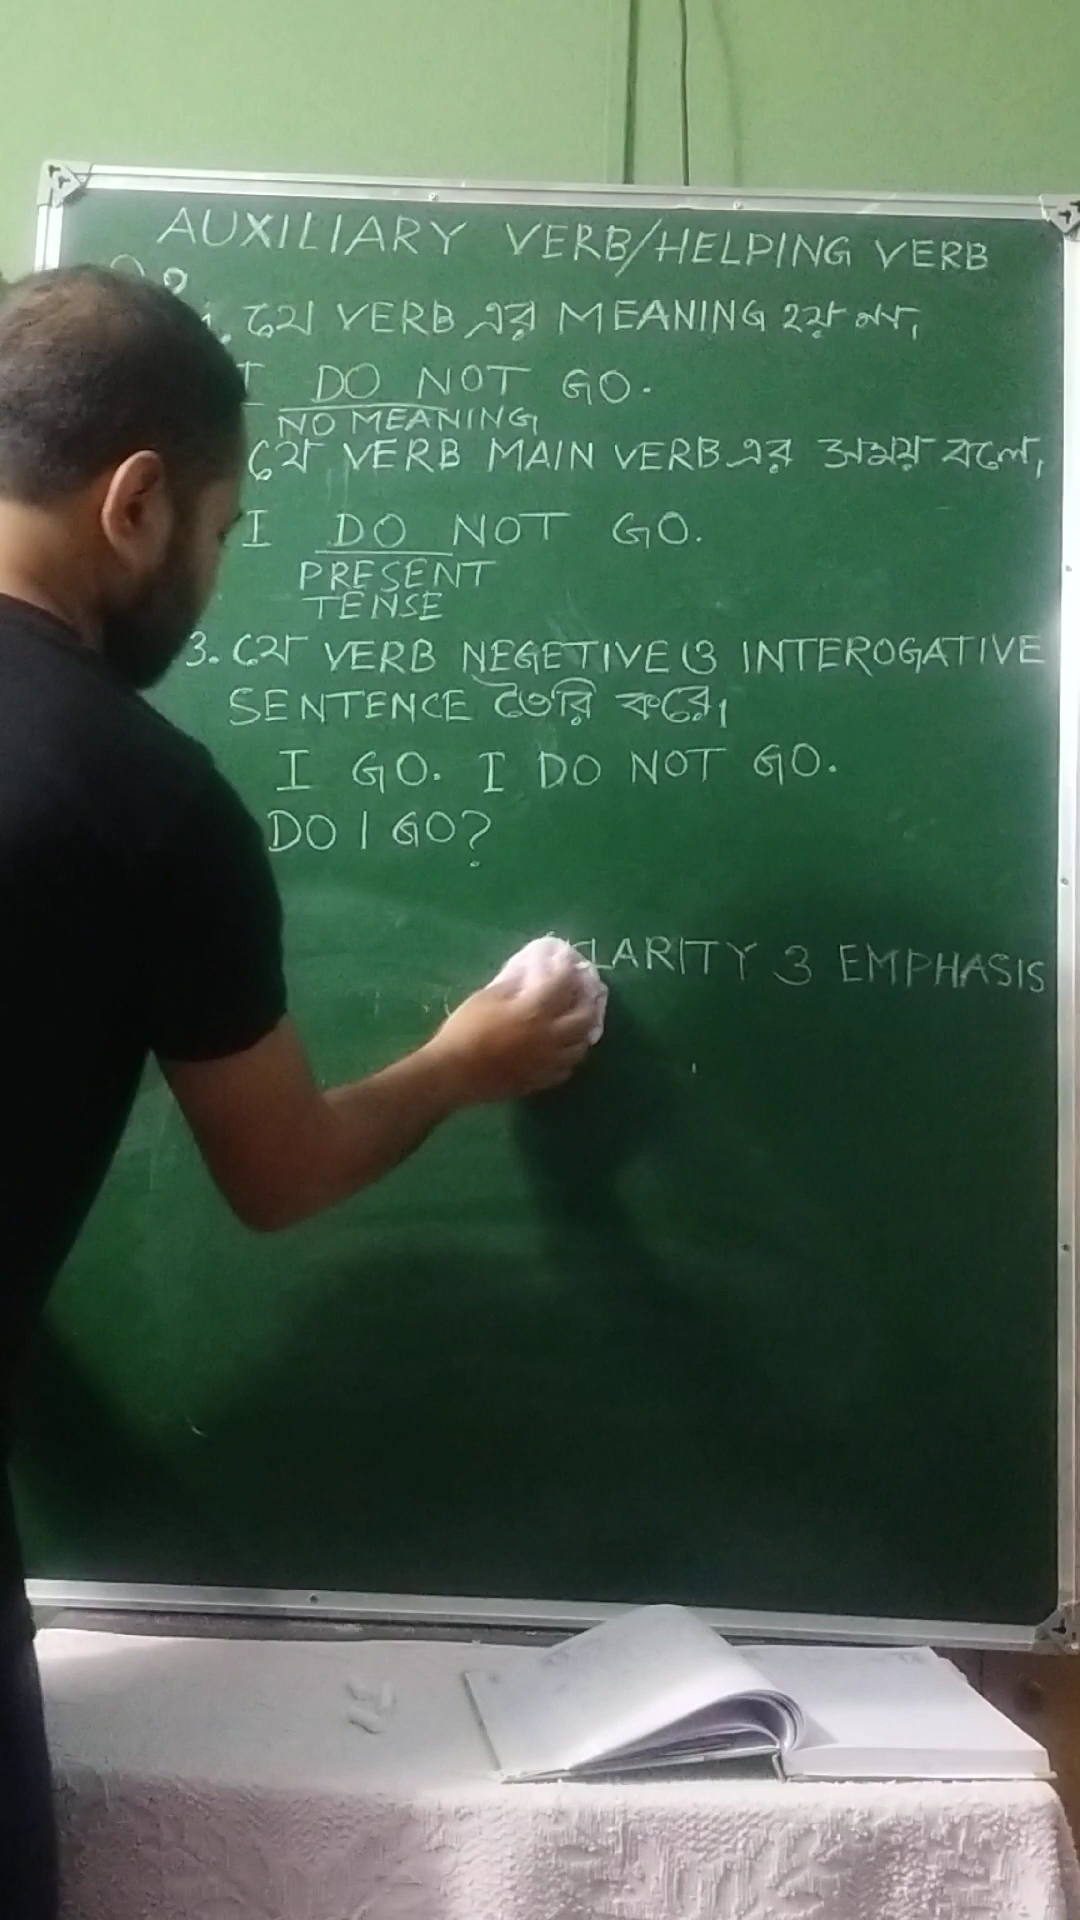 AUXILIARY VERB/HELPING VERB
1. যে VERB এর MEANING হয় না,
I DO NOT GO.
NO MEANING
যে VERB MAIN VERB এর সময় বলে,
I DO NOT GO.
PRESENT
TENSE
3. যে VERB NEGETIVE ও INTEROGATIVE
SENTENCE তৈরি করে,
I GO. I DO NOT GO.
DO I GO?
CLARITY 3 EMPHASIS